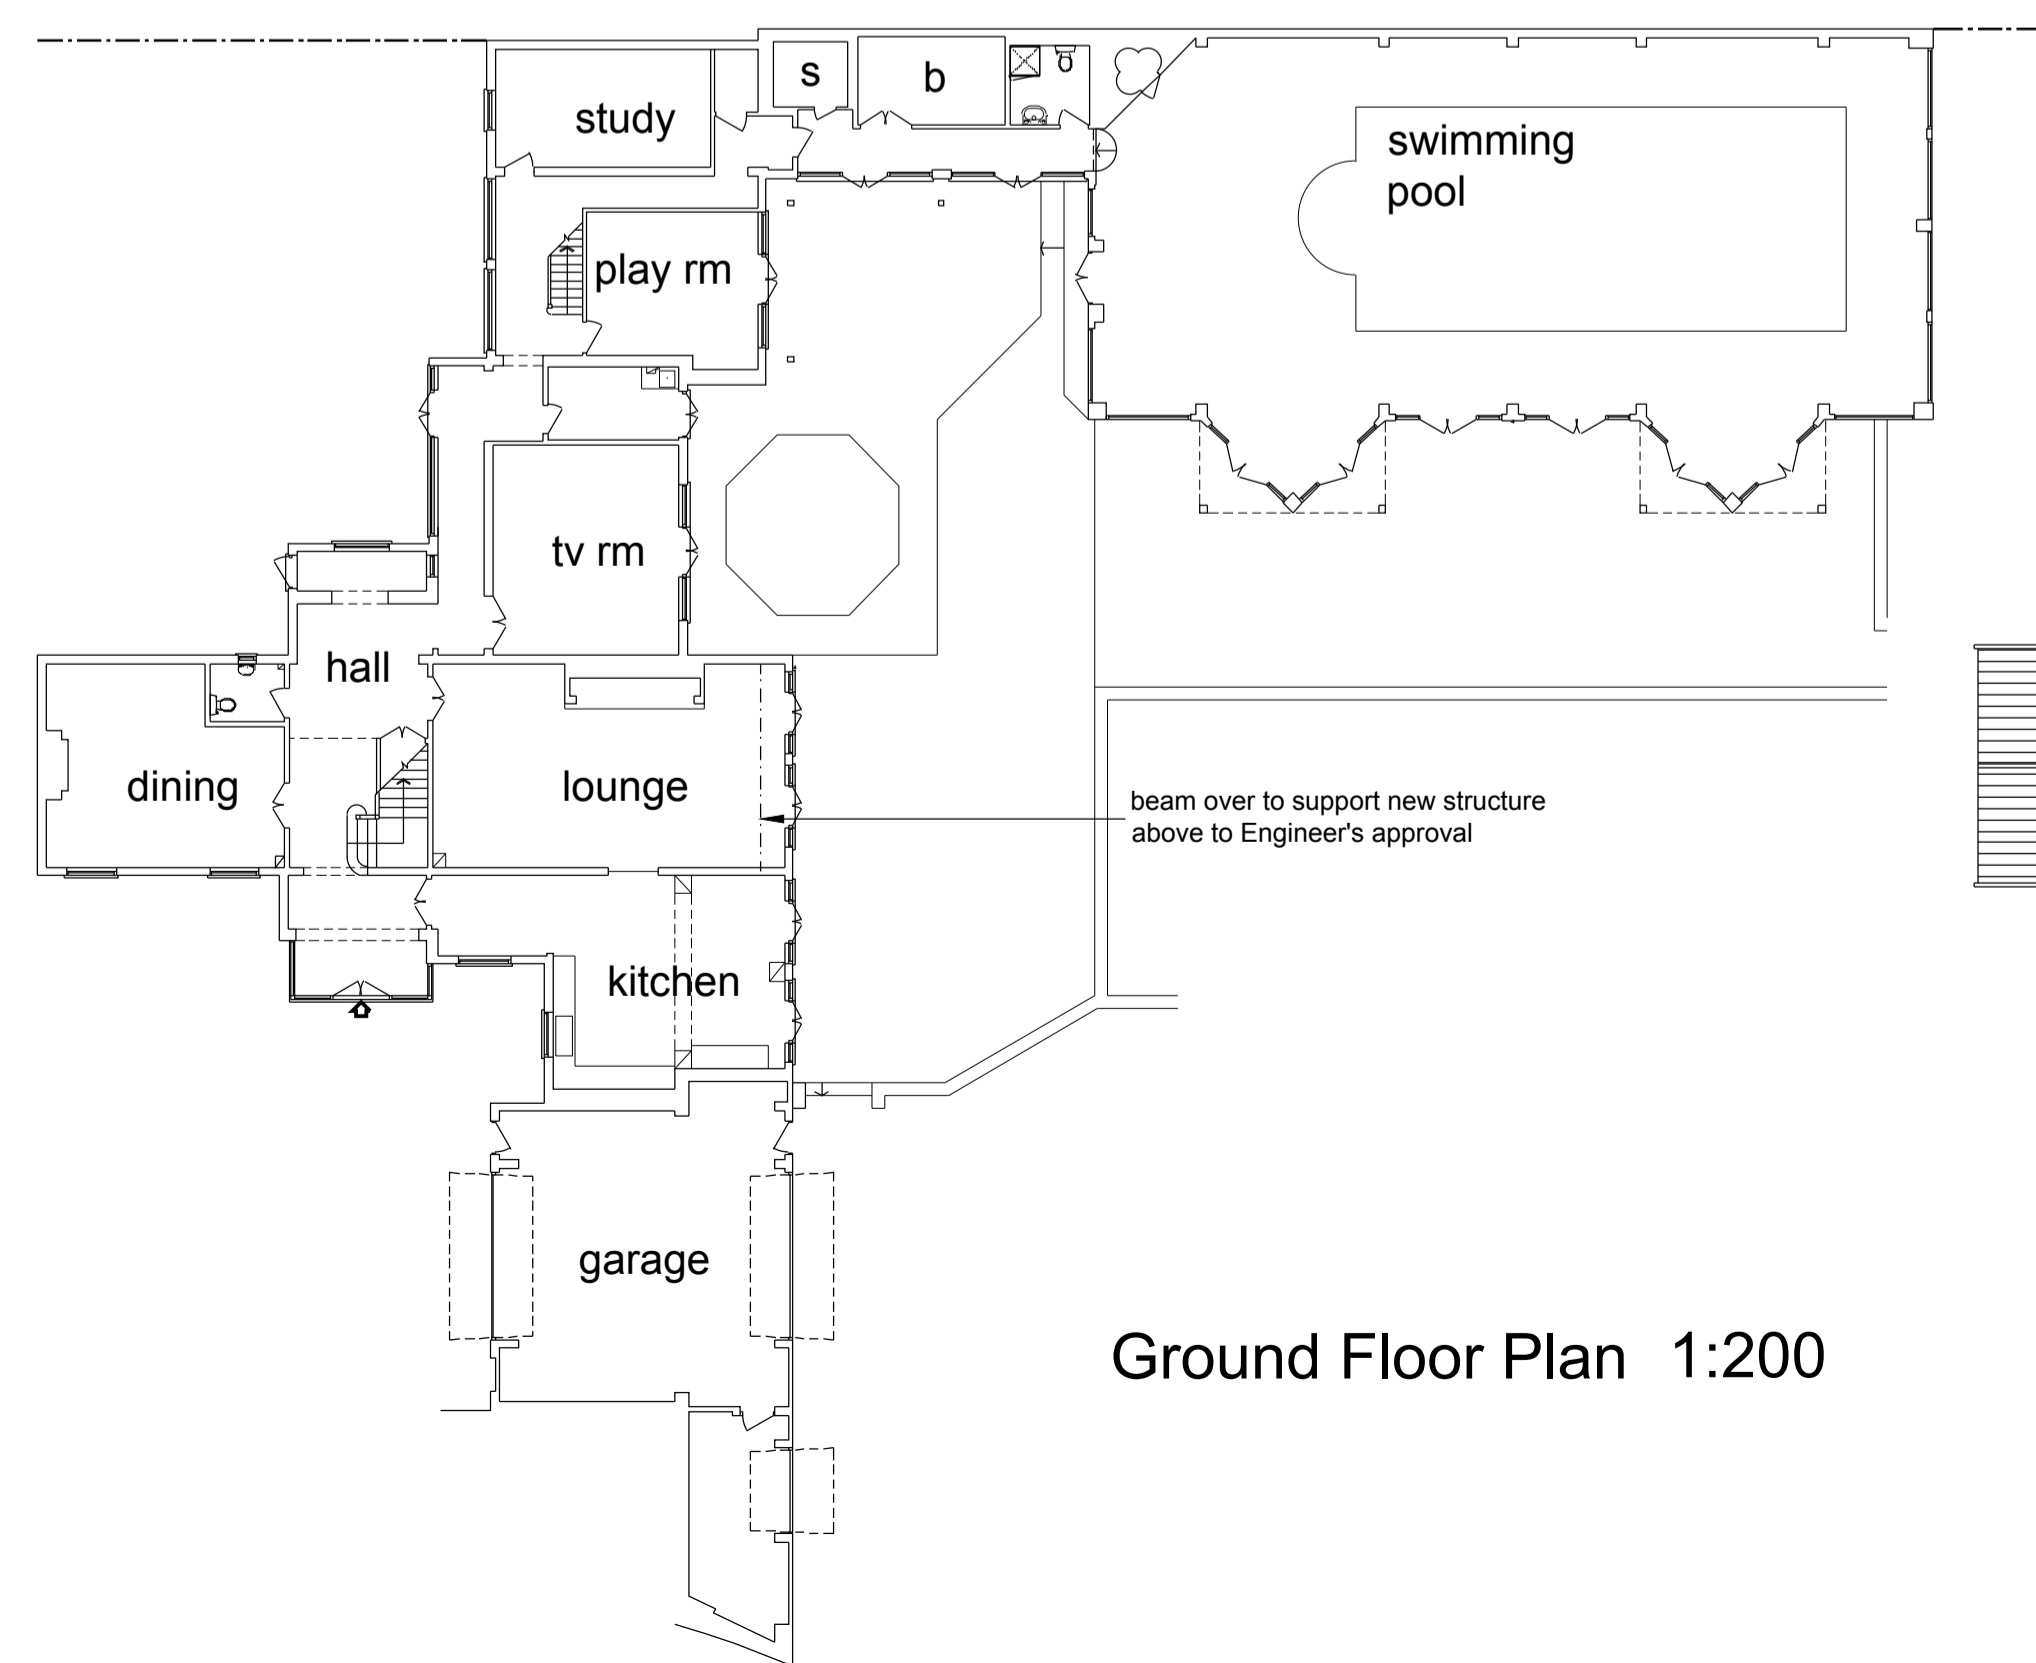 study
s
b
swimming
pool
play rm
tv rm
hall
dining
lounge
beam over to support new structure
above to Engineer's approval
kitchen
garage
Ground Floor Plan 1:200